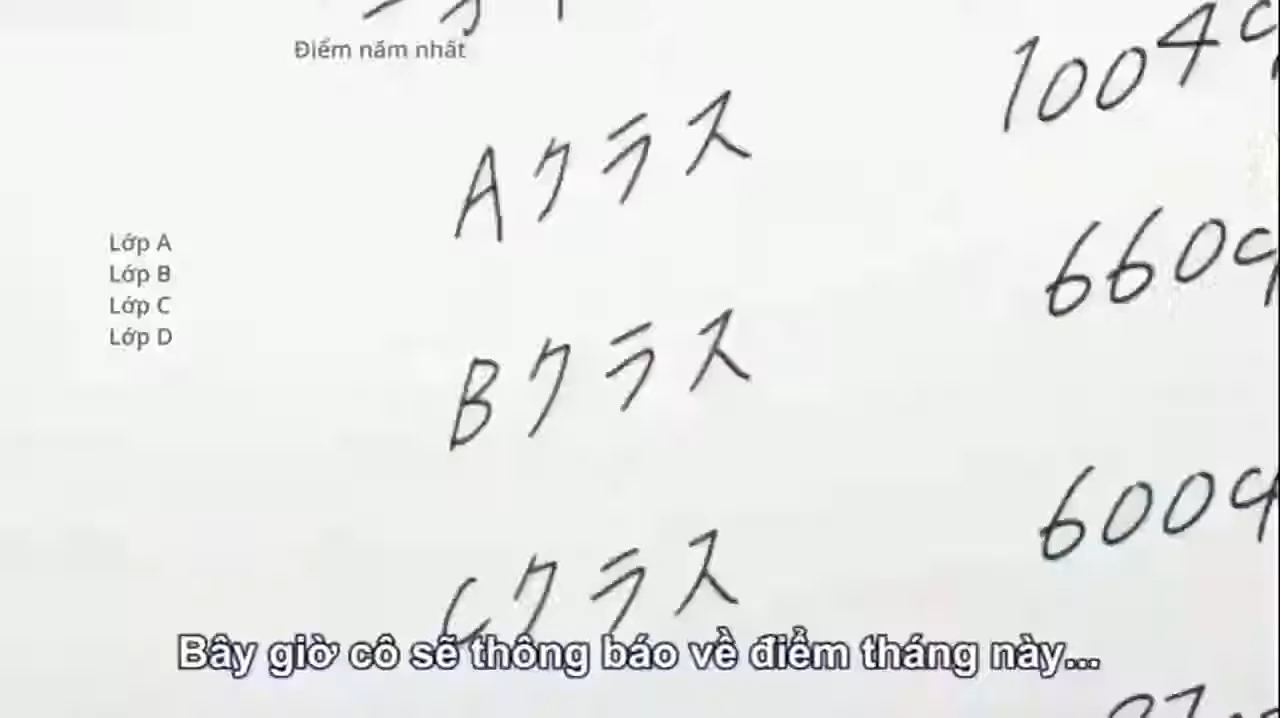 Điểm năm nhất
Aクラス 1004
Bクラス 660
Cクラス 600
Lớp A
Lớp B
Lớp C
Lớp D
Bây giờ cô sẽ thông báo về điểm tháng này...